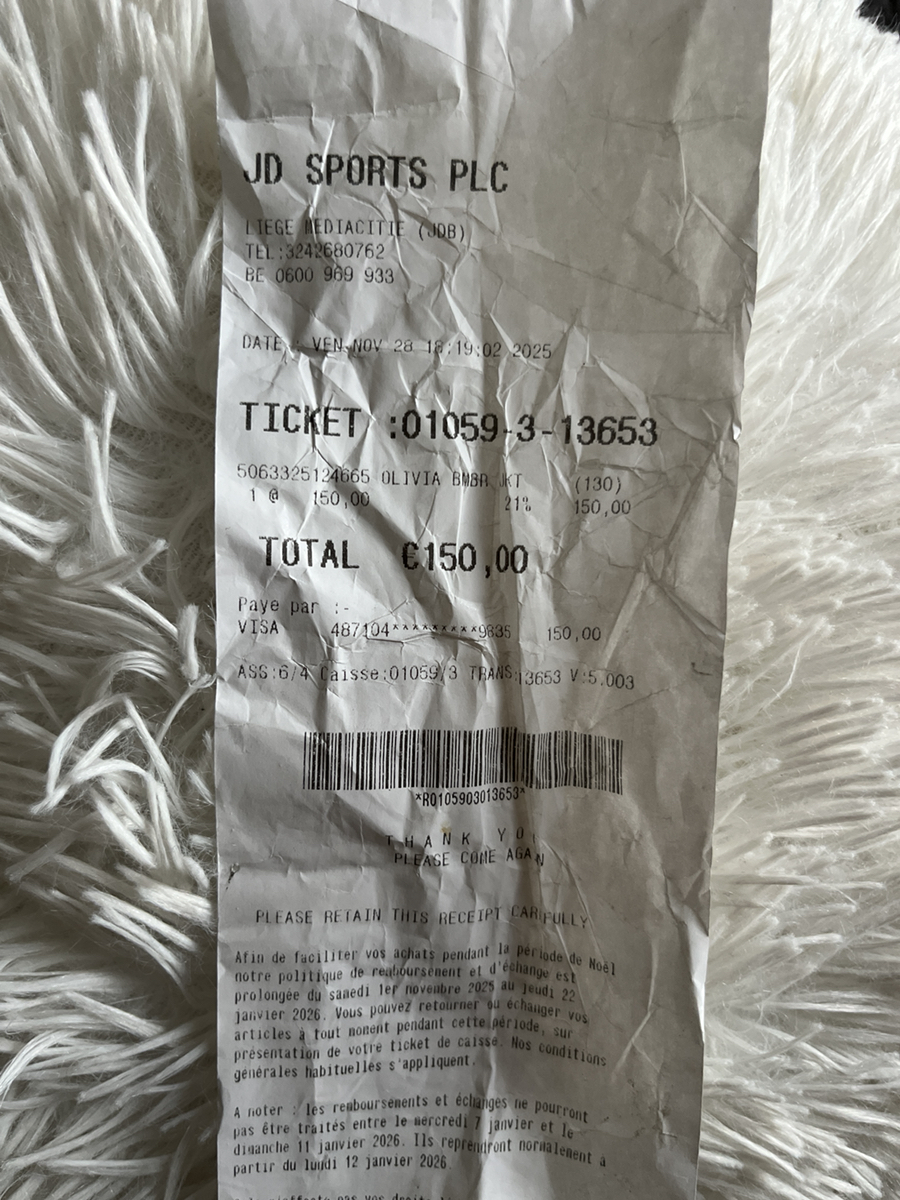 JD SPORTS PLC
LIEGE MEDIACITIE (JDB)
TEL:3242680762
BE 0600 969 933
DATE : VEN NOV 28 18:19:02 2025
TICKET :01059-3-13653
5063325124665 OLIVIA BMBR JKT (130)
1 @ 150,00 21% 150,00
TOTAL €150,00
Paye par :-
VISA 487104*********9835 150,00
ASS:6/4 Caisse:01059/3 TRANS:13653 V:5.003
*R0105903013653*
THANK YOU
PLEASE COME AGAN
PLEASE RETAIN THIS RECEIPT CAREFULLY
Afin de faciliter vos achats pendant la période de Noël
notre politique de remboursement et d'échange est
prolongée du samedi 1er novembre 2025 au jeudi 22
janvier 2026. Vous pouvez retourner ou échanger vos
articles à tout moment pendant cette période, sur
présentation de votre ticket de caisse. Nos conditions
générales habituelles s'appliquent.
A noter : les remboursements et échanges ne pourront
pas être traités entre le mercredi 7 janvier et le
dimanche 11 janvier 2026. Ils reprendront normalement à
partir du lundi 12 janvier 2026.